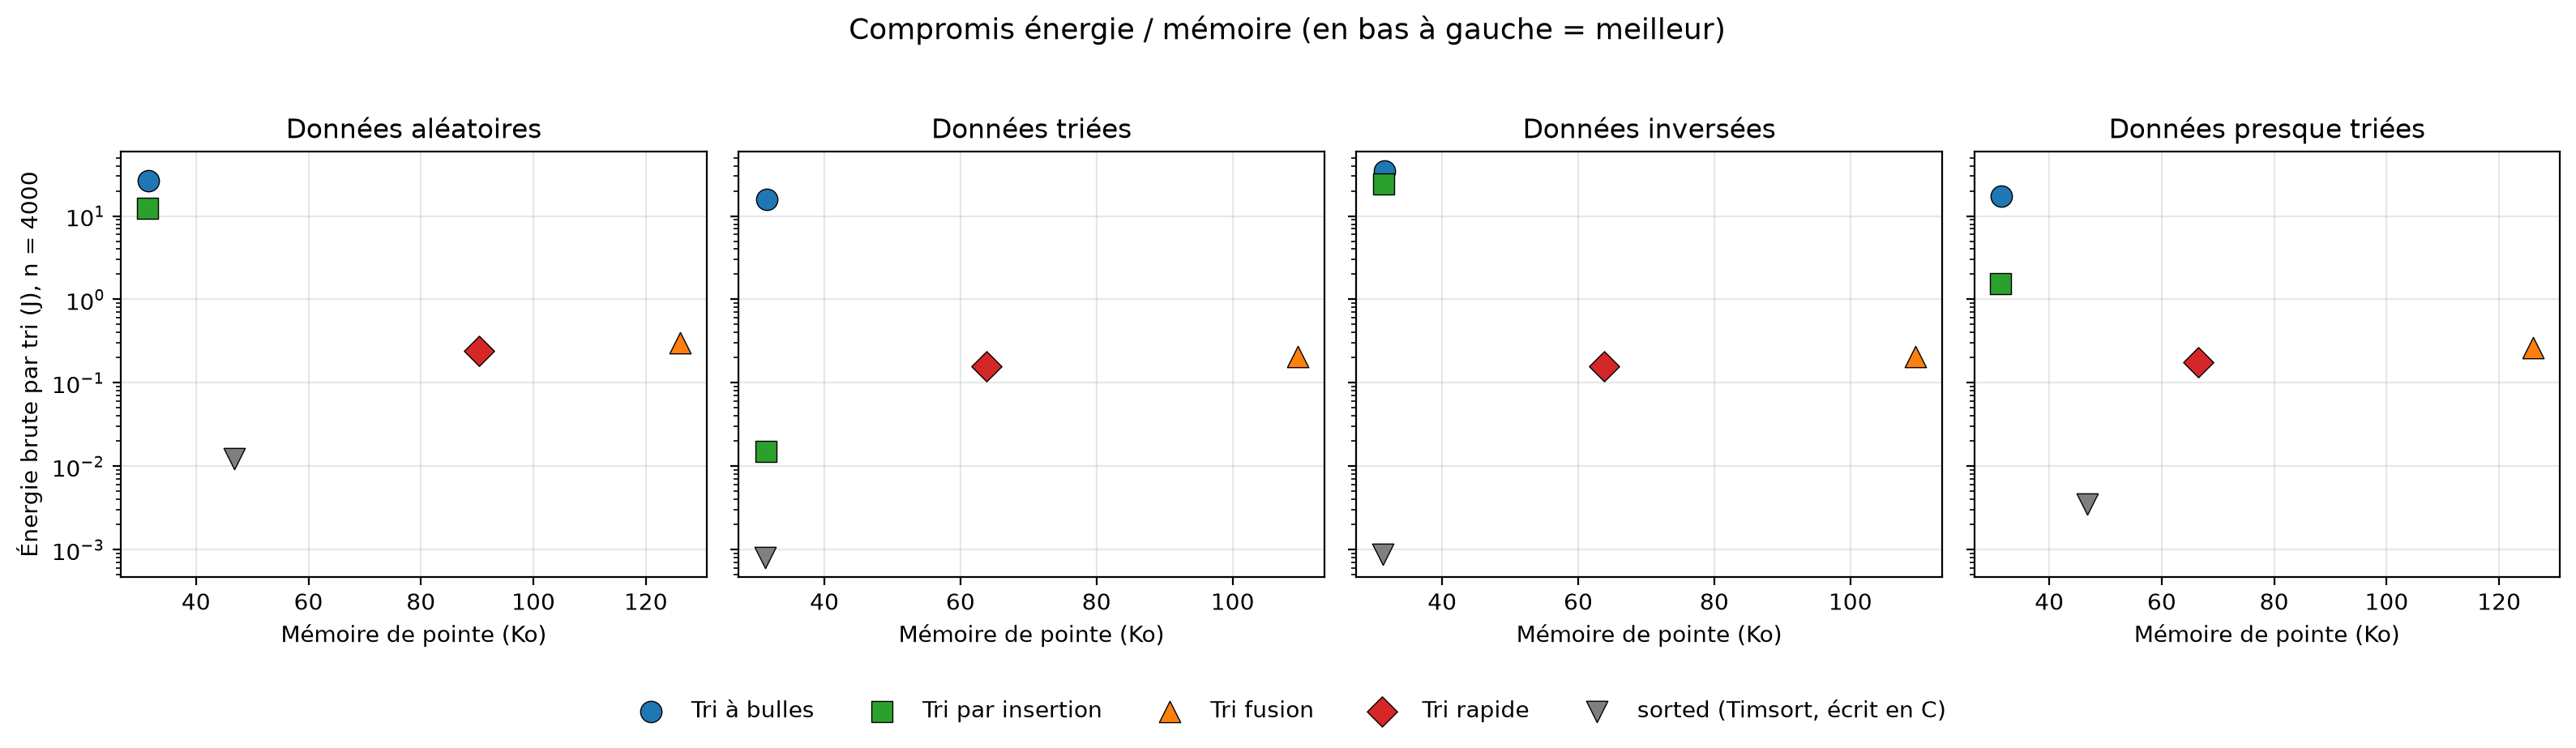 Compromis énergie / mémoire (en bas à gauche = meilleur)
Données aléatoires
Données triées
Données inversées
Données presque triées
Énergie brute par tri (J), n = 4000
10¹
10⁰
10⁻¹
10⁻²
10⁻³
40 60 80 100 120
40 60 80 100
40 60 80 100
40 60 80 100 120
Mémoire de pointe (Ko)
Mémoire de pointe (Ko)
Mémoire de pointe (Ko)
Mémoire de pointe (Ko)
Tri à bulles
Tri par insertion
Tri fusion
Tri rapide
sorted (Timsort, écrit en C)